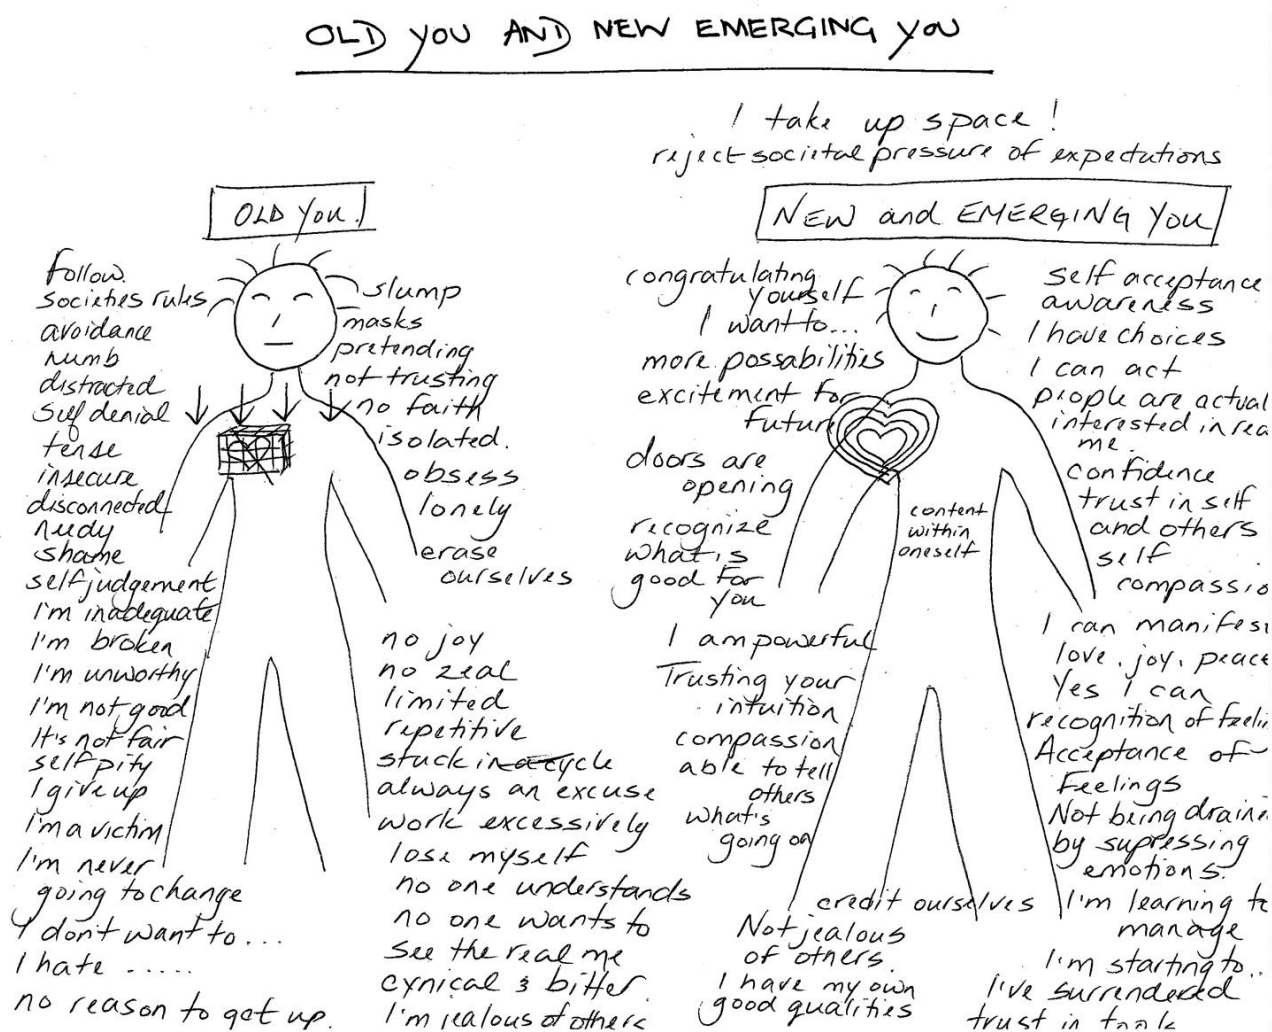 OLD YOU AND NEW EMERGING YOU
I take up space!
reject societal pressure of expectations
OLD YOU.
follow
societies rules
avoidance
numb
distracted
self denial
tense
insecure
disconnected
needy
shame
self judgement
I'm inadequate
I'm broken
I'm unworthy
I'm not good
It's not fair
self pity
I give up
I'm a victim
I'm never
going to change
I don't want to...
I hate .....
no reason to get up.
slump
masks
pretending
not trusting
no faith
isolated.
obsess
lonely
erase
ourselves
no joy
no zeal
limited
repetitive
stuck in a cycle
always an excuse
work excessively
lose myself
no one understands
no one wants to
see the real me
cynical & bitter.
I'm jealous of others
NEW and EMERGING YOU
congratulating
yourself
I want to...
more possabilities
excitement for
future
doors are
opening
recognize
what is
good for
you
I am powerful
Trusting your
intuition
compassion
able to tell
others
what's
going on
content
within
oneself
credit ourselves
Not jealous
of others.
I have my own
good qualities
self acceptance
awareness
I have choices
I can act
people are actual
interested in rea
me.
confidence
trust in self
and others
self
compassio
I can manifest
love, joy, peace
Yes I can
recognition of feeli
Acceptance of
Feelings
Not being draini
by supressing
emotions.
I'm learning to
manage
I'm starting to..
I've surrendered
trust in